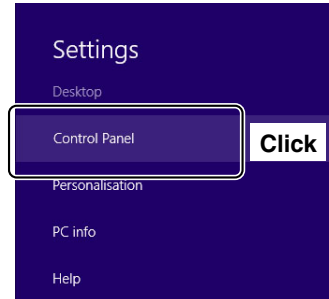 Settings
Desktop
Control Panel
Click
Personalisation
PC info
Help